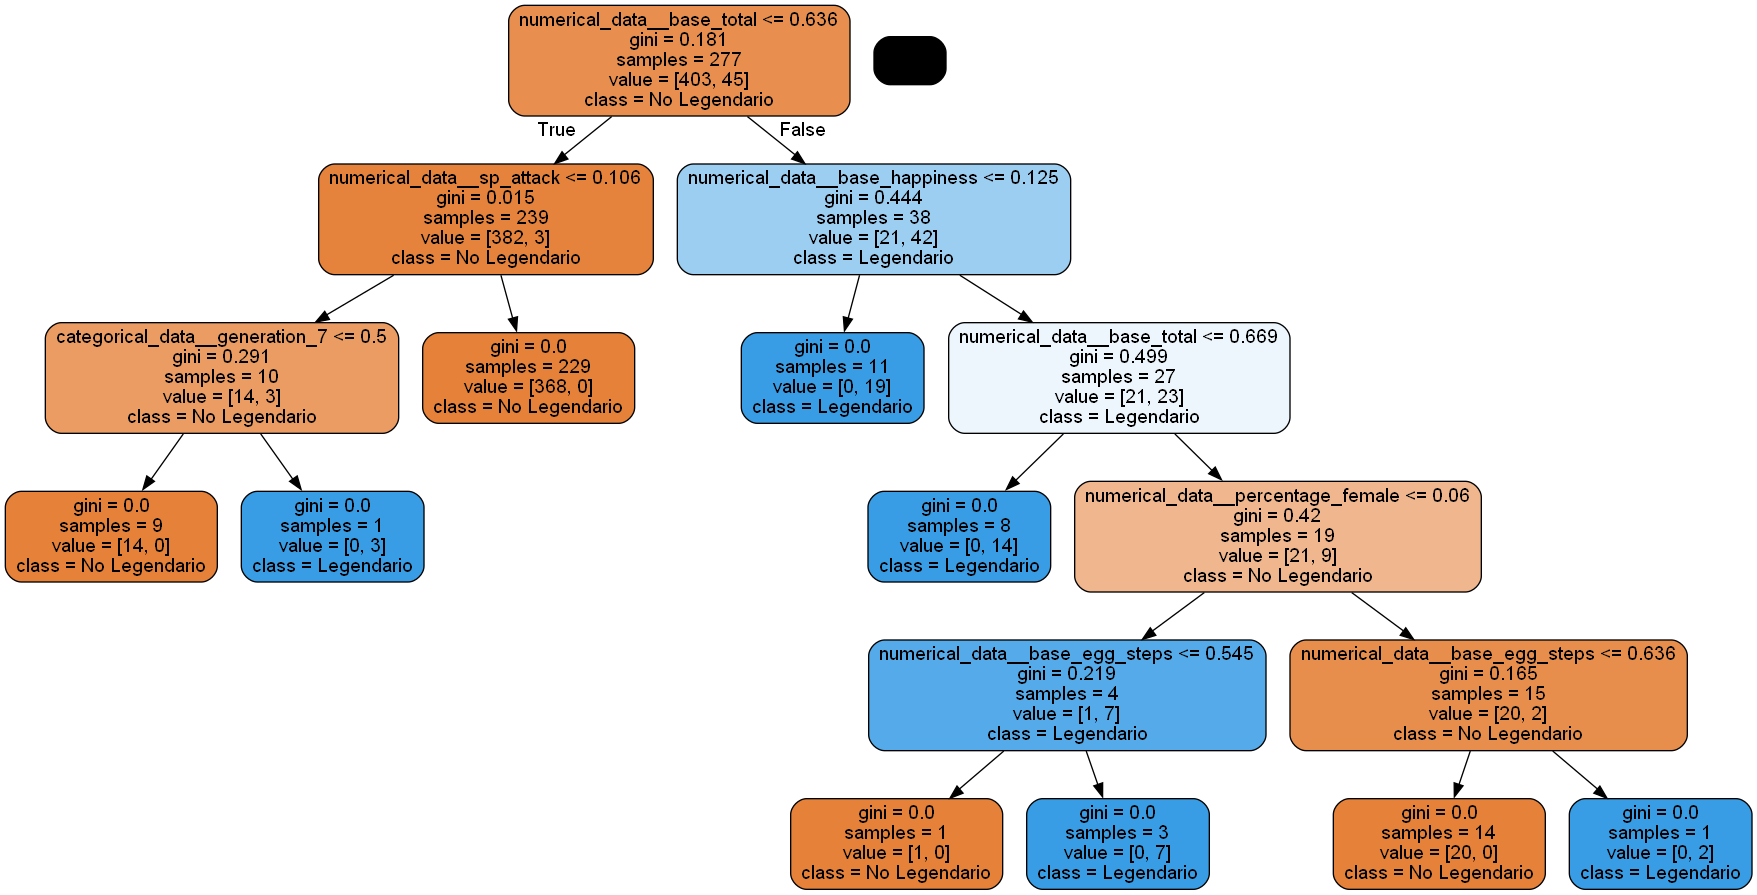 numerical_data__base_total <= 0.636
gini = 0.181
samples = 277
value = [403, 45]
class = No Legendario
True
False
numerical_data__sp_attack <= 0.106
gini = 0.015
samples = 239
value = [382, 3]
class = No Legendario
numerical_data__base_happiness <= 0.125
gini = 0.444
samples = 38
value = [21, 42]
class = Legendario
categorical_data__generation_7 <= 0.5
gini = 0.291
samples = 10
value = [14, 3]
class = No Legendario
gini = 0.0
samples = 229
value = [368, 0]
class = No Legendario
gini = 0.0
samples = 11
value = [0, 19]
class = Legendario
numerical_data__base_total <= 0.669
gini = 0.499
samples = 27
value = [21, 23]
class = Legendario
gini = 0.0
samples = 9
value = [14, 0]
class = No Legendario
gini = 0.0
samples = 1
value = [0, 3]
class = Legendario
gini = 0.0
samples = 8
value = [0, 14]
class = Legendario
numerical_data__percentage_female <= 0.06
gini = 0.42
samples = 19
value = [21, 9]
class = No Legendario
numerical_data__base_egg_steps <= 0.545
gini = 0.219
samples = 4
value = [1, 7]
class = Legendario
numerical_data__base_egg_steps <= 0.636
gini = 0.165
samples = 15
value = [20, 2]
class = No Legendario
gini = 0.0
samples = 1
value = [1, 0]
class = No Legendario
gini = 0.0
samples = 3
value = [0, 7]
class = Legendario
gini = 0.0
samples = 14
value = [20, 0]
class = No Legendario
gini = 0.0
samples = 1
value = [0, 2]
class = Legendario